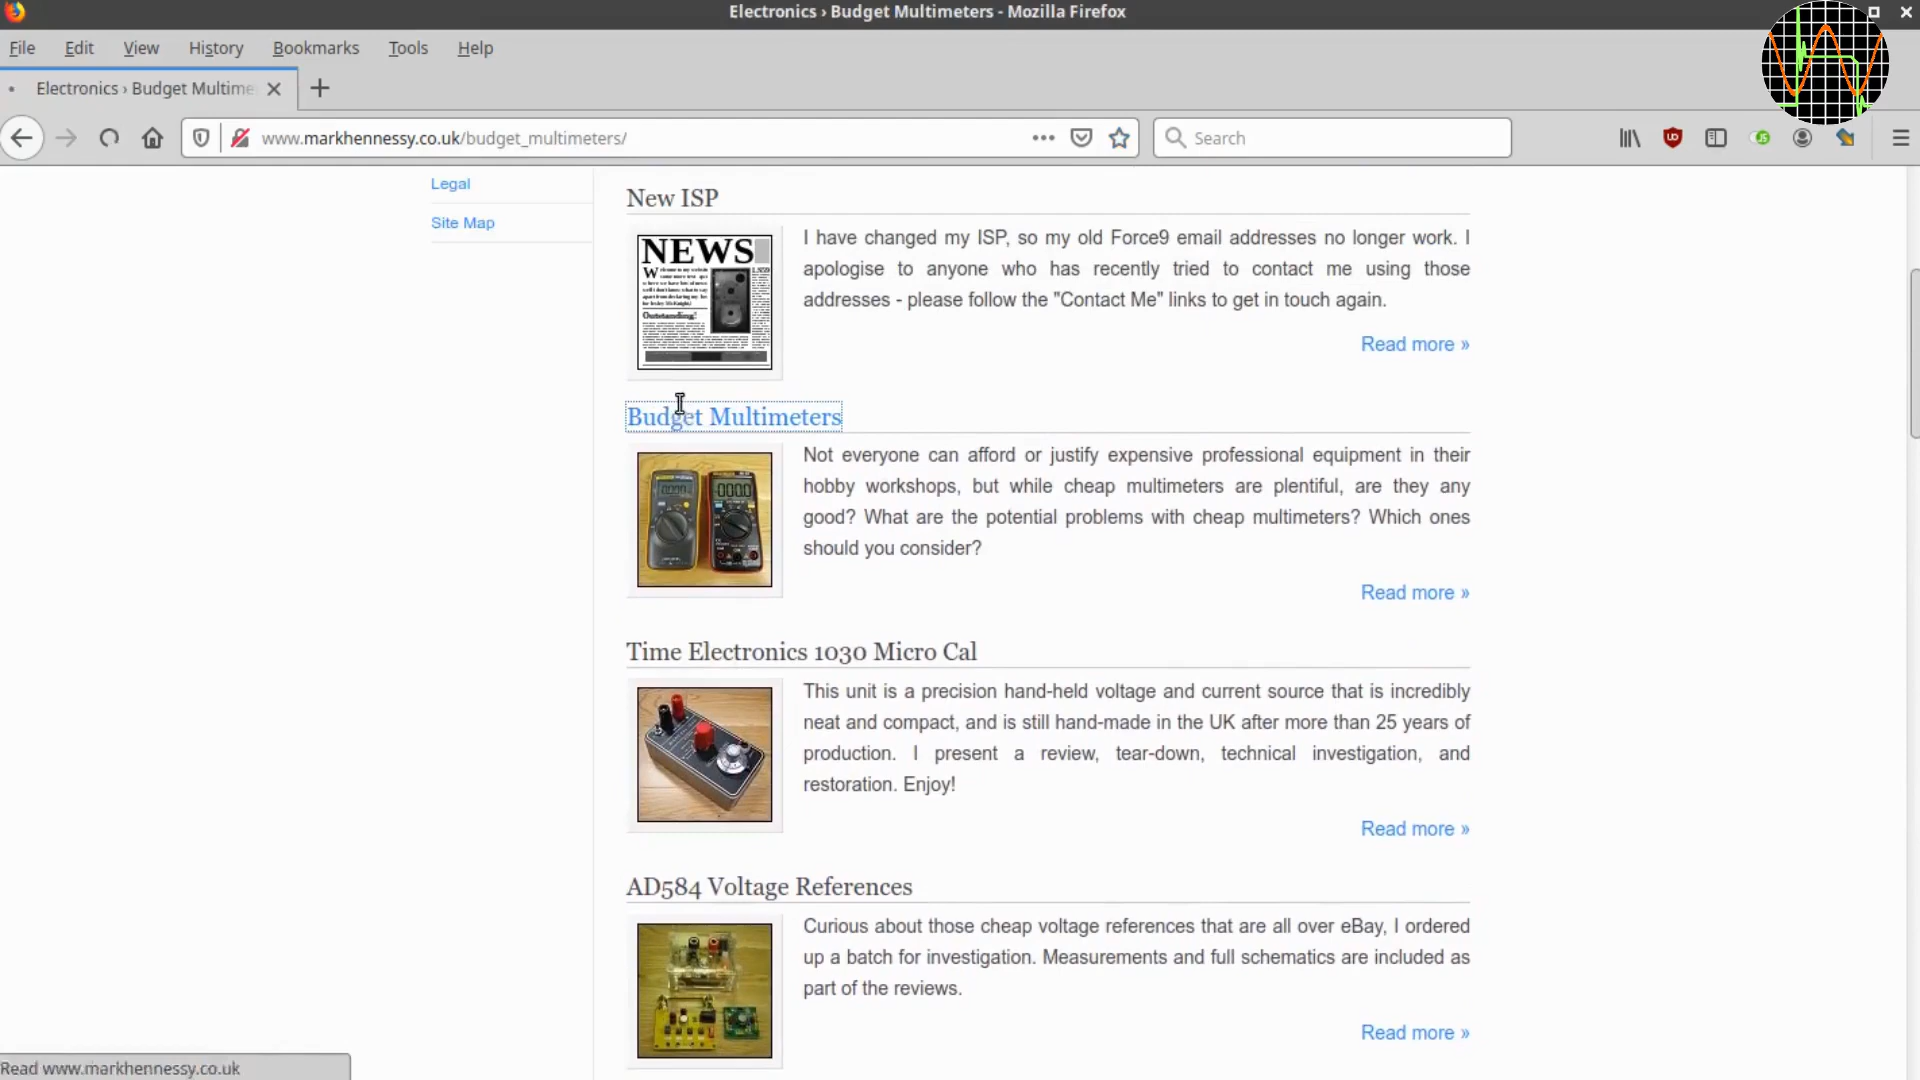 Electronics › Budget Multimeters - Mozilla Firefox
File Edit View History Bookmarks Tools Help
Electronics › Budget Multime
www.markhennessy.co.uk/budget_multimeters/
Search
Legal
Site Map
New ISP
NEWS
Outstanding!
I have changed my ISP, so my old Force9 email addresses no longer work. I
apologise to anyone who has recently tried to contact me using those
addresses - please follow the "Contact Me" links to get in touch again.
Read more »
Budget Multimeters
Not everyone can afford or justify expensive professional equipment in their
hobby workshops, but while cheap multimeters are plentiful, are they any
good? What are the potential problems with cheap multimeters? Which ones
should you consider?
Read more »
Time Electronics 1030 Micro Cal
This unit is a precision hand-held voltage and current source that is incredibly
neat and compact, and is still hand-made in the UK after more than 25 years of
production. I present a review, tear-down, technical investigation, and
restoration. Enjoy!
Read more »
AD584 Voltage References
Curious about those cheap voltage references that are all over eBay, I ordered
up a batch for investigation. Measurements and full schematics are included as
part of the reviews.
Read more »
Read www.markhennessy.co.uk